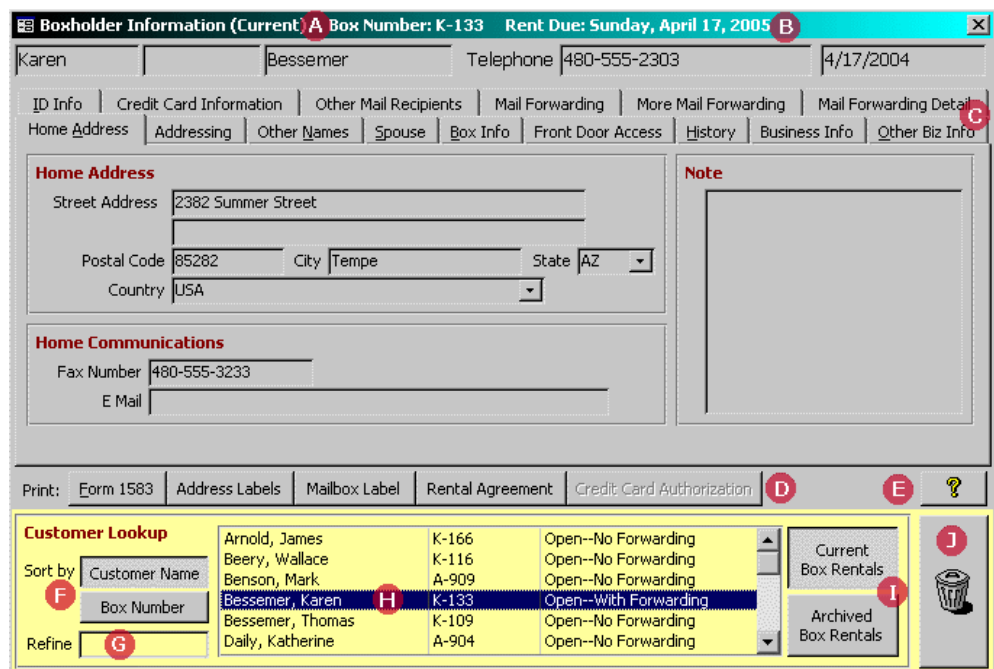 Boxholder Information (Current) A Box Number: K-133 Rent Due: Sunday, April 17, 2005 B
Karen Bessemer Telephone 480-555-2303 4/17/2004
ID Info Credit Card Information Other Mail Recipients Mail Forwarding More Mail Forwarding Mail Forwarding Detail
C
Home Address Addressing Other Names Spouse Box Info Front Door Access History Business Info Other Biz Info
Home Address
Street Address 2382 Summer Street
Postal Code 85282 City Tempe State AZ
Country USA
Note
Home Communications
Fax Number 480-555-3233
E Mail
Print: Form 1583 Address Labels Mailbox Label Rental Agreement Credit Card Authorization D E ?
Customer Lookup
Sort by Customer Name
F
Box Number
Refine G
Arnold, James K-166 Open--No Forwarding
Beery, Wallace K-116 Open--No Forwarding
Benson, Mark A-909 Open--No Forwarding
Bessemer, Karen H K-133 Open--With Forwarding
Bessemer, Thomas K-109 Open--No Forwarding
Daily, Katherine A-904 Open--No Forwarding
Current
Box Rentals
I
Archived
Box Rentals
J